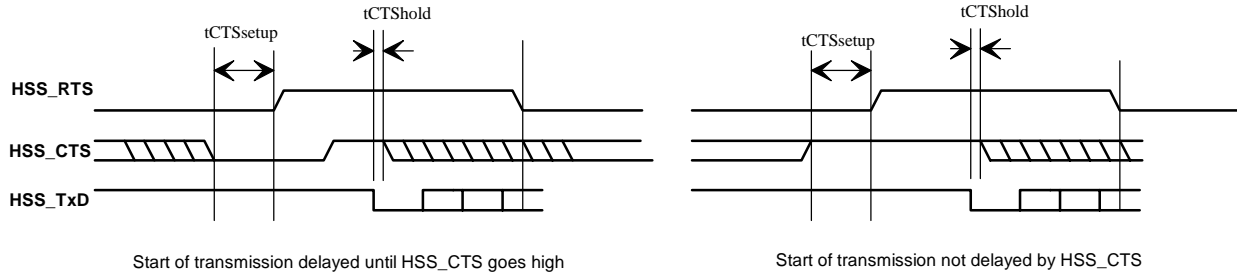 tCTShold
tCTSsetup
HSS_RTS
HSS_CTS
HSS_TxD
Start of transmission delayed until HSS_CTS goes high
tCTShold
tCTSsetup
Start of transmission not delayed by HSS_CTS